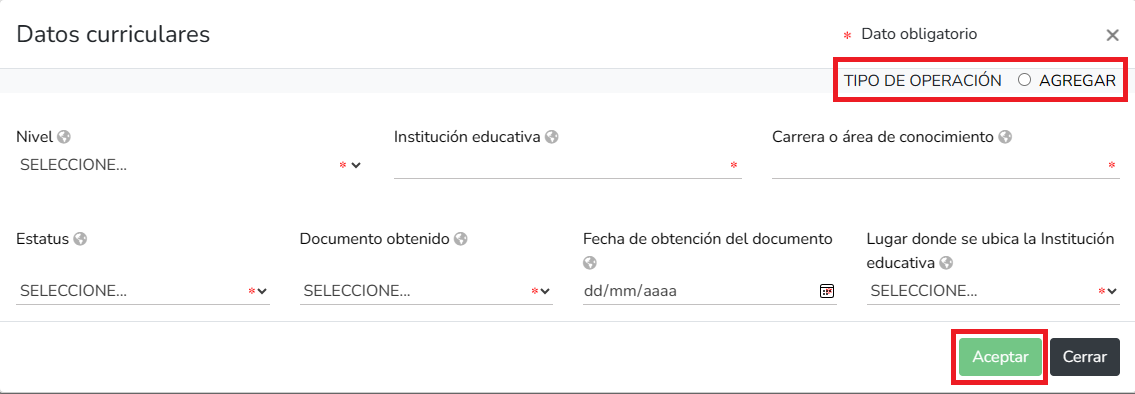 Datos curriculares
* Dato obligatorio ×
TIPO DE OPERACIÓN AGREGAR
Nivel
SELECCIONE... *
Institución educativa
*
Carrera o área de conocimiento
*
Estatus
SELECCIONE... *
Documento obtenido
SELECCIONE... *
Fecha de obtención del documento
dd/mm/aaaa
Lugar donde se ubica la Institución
educativa
SELECCIONE... *
Aceptar
Cerrar